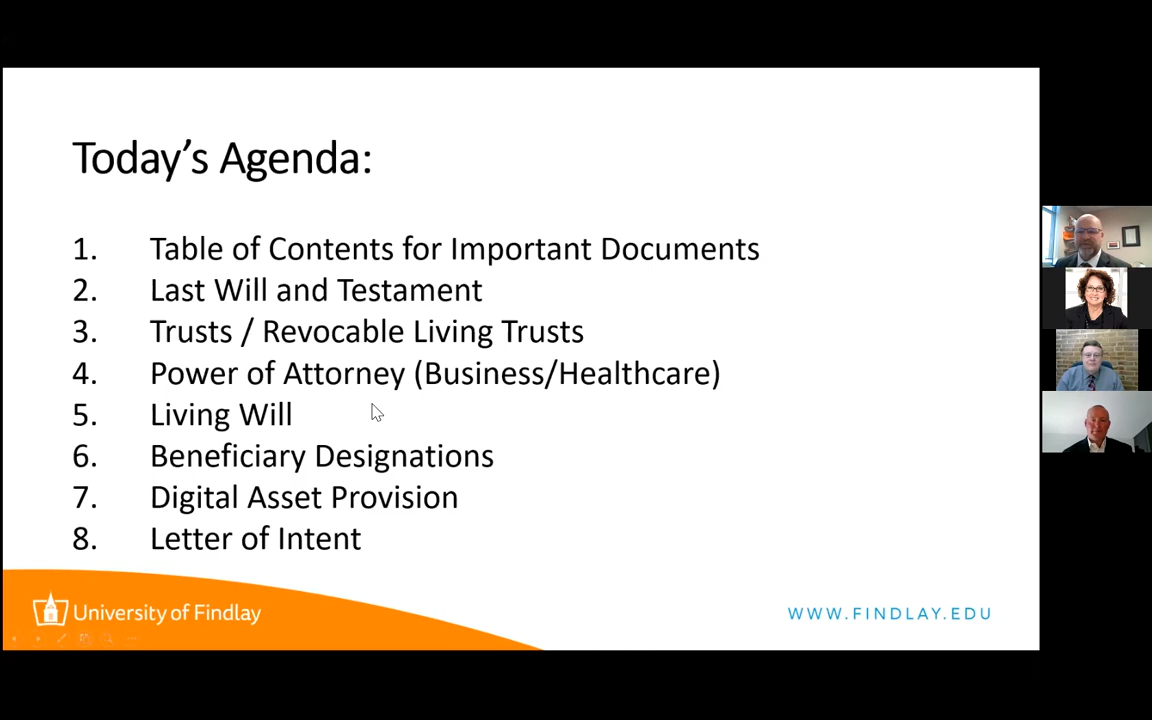 Today's Agenda:
1. Table of Contents for Important Documents
2. Last Will and Testament
3. Trusts / Revocable Living Trusts
4. Power of Attorney (Business/Healthcare)
5. Living Will
6. Beneficiary Designations
7. Digital Asset Provision
8. Letter of Intent
University of Findlay
WWW.FINDLAY.EDU